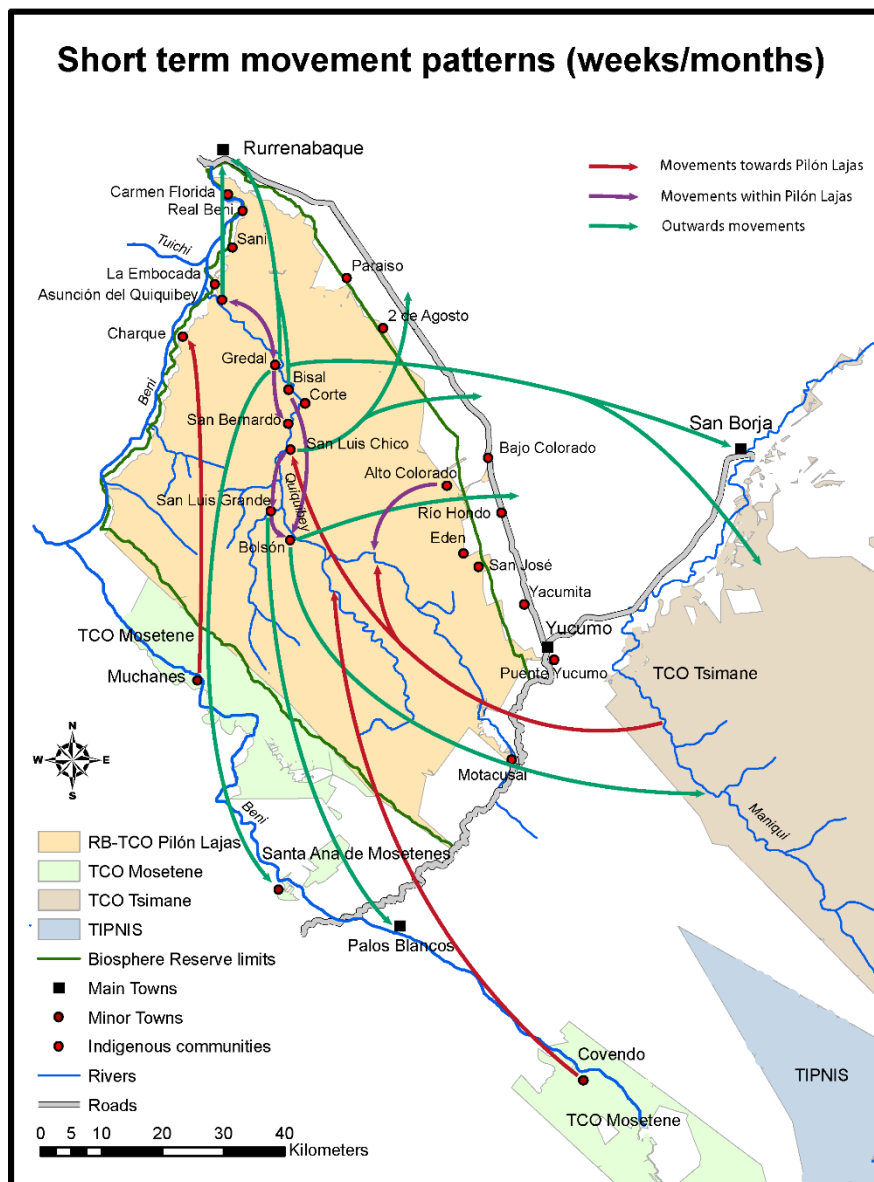 Short term movement patterns (weeks/months)
Rurrenabaque
Movements towards Pilón Lajas
Movements within Pilón Lajas
Outwards movements
Carmen Florida
Real Beni
Tuichi
Sani
La Embocada
Paraiso
Asunción del Quiquibey
2 de Agosto
Charque
Beni
Gredal
Bisal
Corte
San Bernardo
San Borja
San Luis Chico
Bajo Colorado
Alto Colorado
Quiquibey
San Luis Grande
Río Hondo
Bolsón
Eden
San José
Yacumita
TCO Mosetene
Yucumo
Muchanes
Puente Yucumo
TCO Tsimane
N
W E
S
Motacusal
Beni
Maniqui
RB-TCO Pilón Lajas
TCO Mosetene
TCO Tsimane
TIPNIS
Biosphere Reserve limits
Main Towns
Minor Towns
Indigenous communities
Rivers
Roads
Santa Ana de Mosetenes
Palos Blancos
Covendo
TIPNIS
TCO Mosetene
0 10 20 30 40
Kilometers